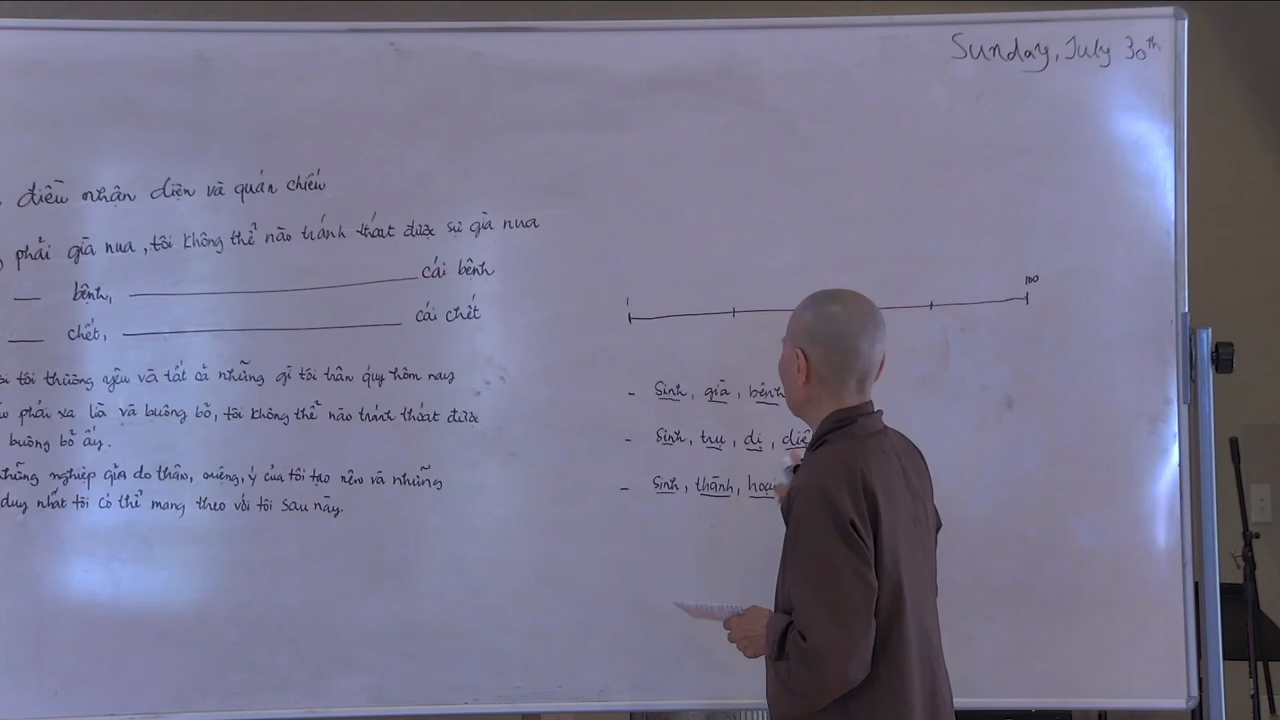 Sunday, July 30th
điều nhận diện và quán chiếu
phải già nua, tôi không thể nào tránh thoát được sự già nua
bệnh, cái bệnh
chết, cái chết
tôi thương yêu và tất cả những gì tôi trân quý hôm nay
phải xa lìa và buông bỏ, tôi không thể nào tránh thoát được
buông bỏ ấy.
những nghiệp quả do thân, miệng, ý của tôi tạo nên và những
duy nhất tôi có thể mang theo với tôi sau này.
1 100
- Sinh, già, bệnh
- Sinh, trụ, dị,
- Sinh, thành,